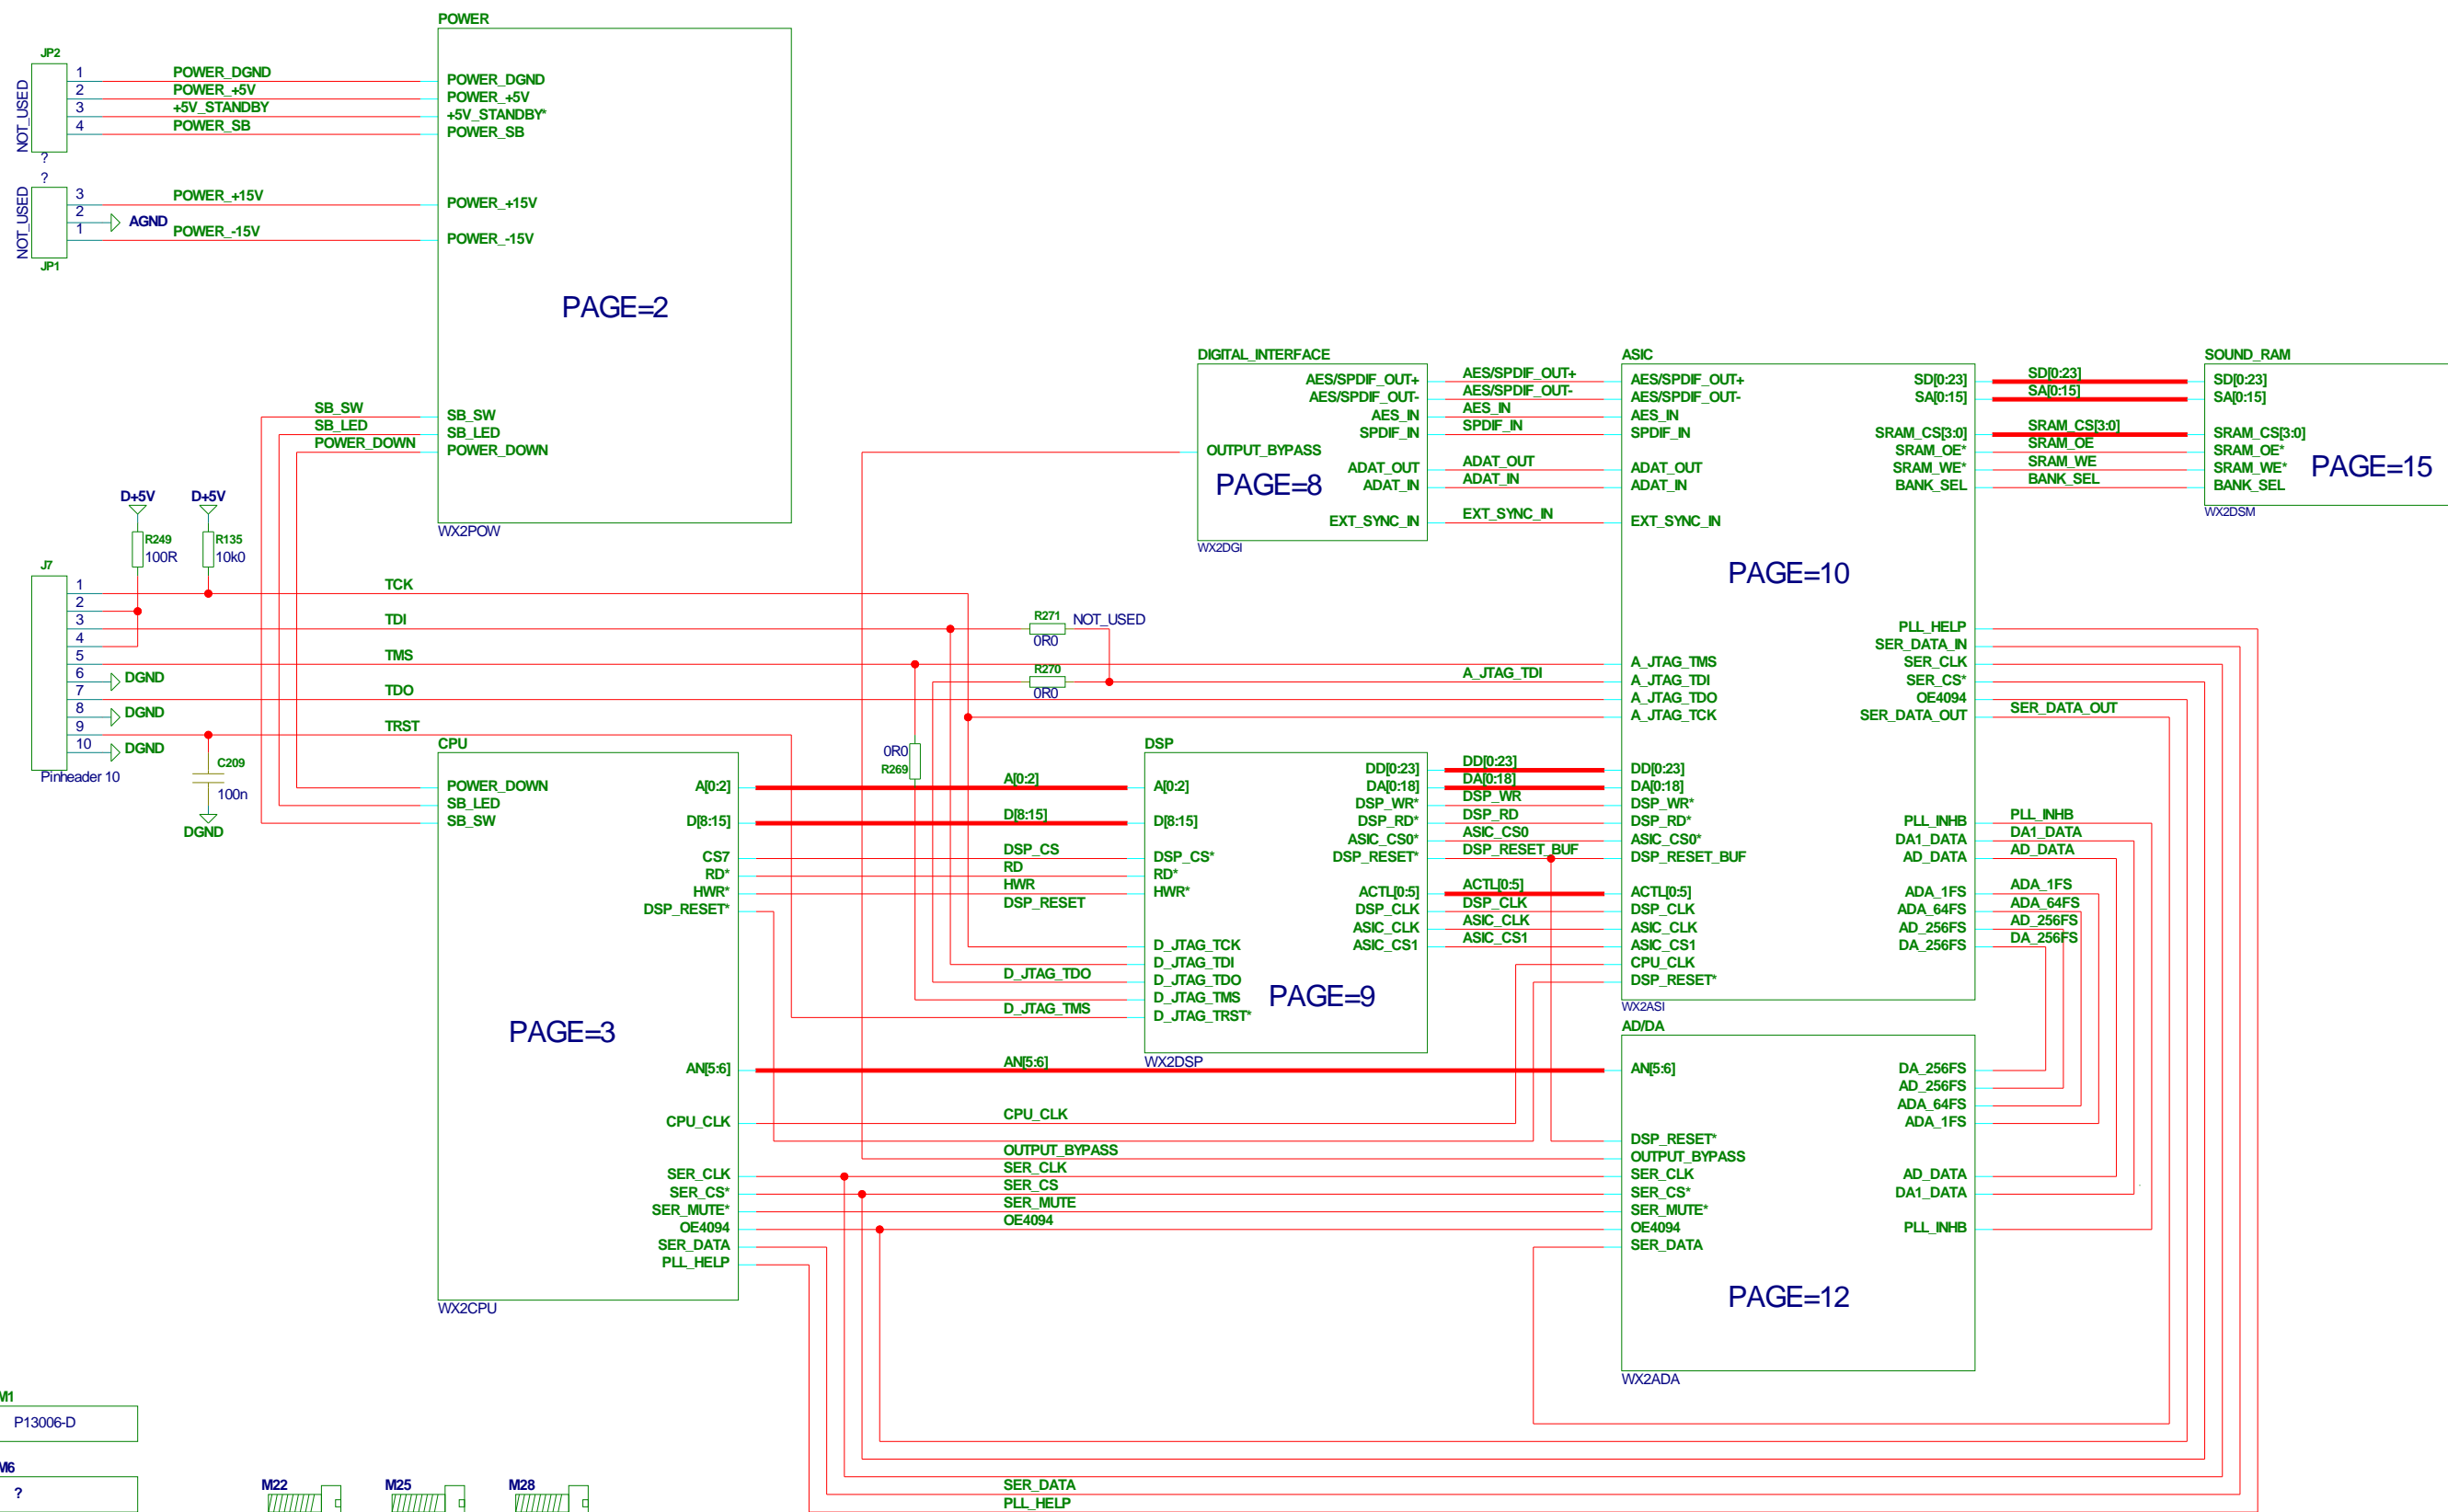 POWER
JP2
NOT_USED
1
2
3
4
?
POWER_DGND
POWER_+5V
+5V_STANDBY
POWER_SB
POWER_DGND
POWER_+5V
+5V_STANDBY*
POWER_SB
?
NOT_USED
3
2
1
JP1
POWER_+15V
AGND
POWER_-15V
POWER_+15V
POWER_-15V
PAGE=2
SB_SW
SB_LED
POWER_DOWN
SB_SW
SB_LED
POWER_DOWN
WX2POW
DIGITAL_INTERFACE
AES/SPDIF_OUT+
AES/SPDIF_OUT-
AES_IN
SPDIF_IN
OUTPUT_BYPASS
ADAT_OUT
ADAT_IN
PAGE=8
EXT_SYNC_IN
WX2DGI
AES/SPDIF_OUT+
AES/SPDIF_OUT-
AES_IN
SPDIF_IN
ADAT_OUT
ADAT_IN
EXT_SYNC_IN
ASIC
AES/SPDIF_OUT+
AES/SPDIF_OUT-
AES_IN
SPDIF_IN
ADAT_OUT
ADAT_IN
EXT_SYNC_IN
SD[0:23]
SA[0:15]
SRAM_CS[3:0]
SRAM_OE*
SRAM_WE*
BANK_SEL
PAGE=10
SD[0:23]
SA[0:15]
SRAM_CS[3:0]
SRAM_OE
SRAM_WE
BANK_SEL
SOUND_RAM
SD[0:23]
SA[0:15]
SRAM_CS[3:0]
SRAM_OE*
SRAM_WE*
BANK_SEL
PAGE=15
WX2DSM
D+5V
D+5V
R249
100R
R135
10k0
J7
1
2
3
4
5
6
7
8
9
10
Pinheader 10
TCK
TDI
TMS
DGND
TDO
DGND
TRST
DGND
C209
100n
DGND
R271
0R0
NOT_USED
R270
0R0
A_JTAG_TDI
0R0
R269
A_JTAG_TMS
A_JTAG_TDI
A_JTAG_TDO
A_JTAG_TCK
PLL_HELP
SER_DATA_IN
SER_CLK
SER_CS*
OE4094
SER_DATA_OUT
SER_DATA_OUT
CPU
POWER_DOWN
SB_LED
SB_SW
A[0:2]
D[8:15]
CS7
RD*
HWR*
DSP_RESET*
PAGE=3
AN[5:6]
CPU_CLK
SER_CLK
SER_CS*
SER_MUTE*
OE4094
SER_DATA
PLL_HELP
WX2CPU
A[0:2]
D[8:15]
DSP_CS
RD
HWR
DSP_RESET
D_JTAG_TDO
D_JTAG_TMS
AN[5:6]
CPU_CLK
OUTPUT_BYPASS
SER_CLK
SER_CS
SER_MUTE
OE4094
DSP
A[0:2]
D[8:15]
DSP_CS*
RD*
HWR*
D_JTAG_TCK
D_JTAG_TDI
D_JTAG_TDO
D_JTAG_TMS
D_JTAG_TRST*
DD[0:23]
DA[0:18]
DSP_WR*
DSP_RD*
ASIC_CS0*
DSP_RESET*
ACTL[0:5]
DSP_CLK
ASIC_CLK
ASIC_CS1
PAGE=9
WX2DSP
DD[0:23]
DA[0:18]
DSP_WR
DSP_RD
ASIC_CS0
DSP_RESET_BUF
ACTL[0:5]
DSP_CLK
ASIC_CLK
ASIC_CS1
DD[0:23]
DA[0:18]
DSP_WR*
DSP_RD*
ASIC_CS0*
DSP_RESET_BUF
ACTL[0:5]
DSP_CLK
ASIC_CLK
ASIC_CS1
CPU_CLK
DSP_RESET*
PLL_INHB
DA1_DATA
AD_DATA
ADA_1FS
ADA_64FS
AD_256FS
DA_256FS
WX2ASI
PLL_INHB
DA1_DATA
AD_DATA
ADA_1FS
ADA_64FS
AD_256FS
DA_256FS
AD/DA
AN[5:6]
DSP_RESET*
OUTPUT_BYPASS
SER_CLK
SER_CS*
SER_MUTE*
OE4094
SER_DATA
DA_256FS
AD_256FS
ADA_64FS
ADA_1FS
AD_DATA
DA1_DATA
PLL_INHB
PAGE=12
WX2ADA
M1
P13006-D
M6
?
M22
M25
M28
SER_DATA
PLL_HELP